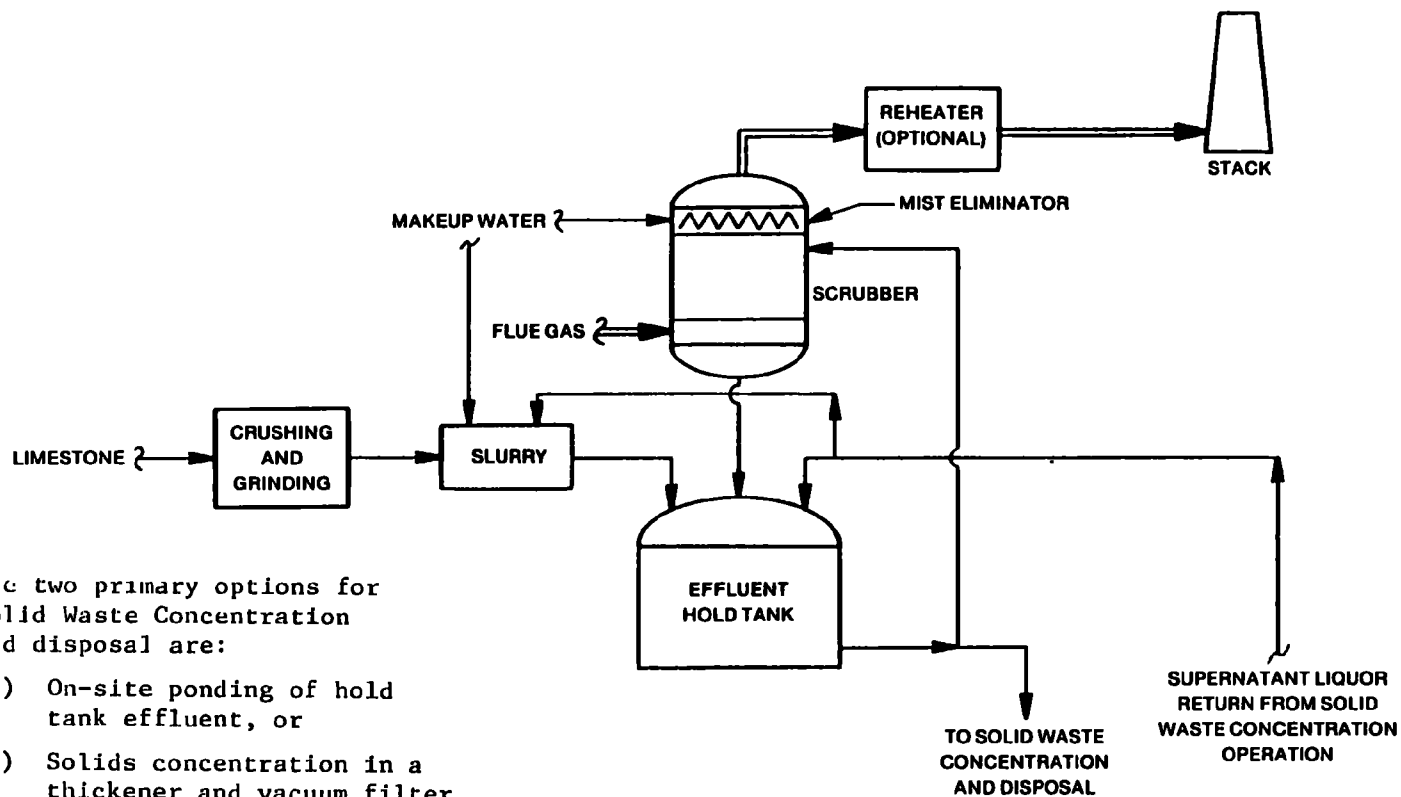 REHEATER
(OPTIONAL)
STACK
MIST ELIMINATOR
MAKEUP WATER
SCRUBBER
FLUE GAS
LIMESTONE
CRUSHING
AND
GRINDING
SLURRY
EFFLUENT
HOLD TANK
two primary options for
Solid Waste Concentration
d disposal are:
) On-site ponding of hold
tank effluent, or
) Solids concentration in a
thickener and vacuum filter
TO SOLID WASTE
CONCENTRATION
AND DISPOSAL
SUPERNATANT LIQUOR
RETURN FROM SOLID
WASTE CONCENTRATION
OPERATION